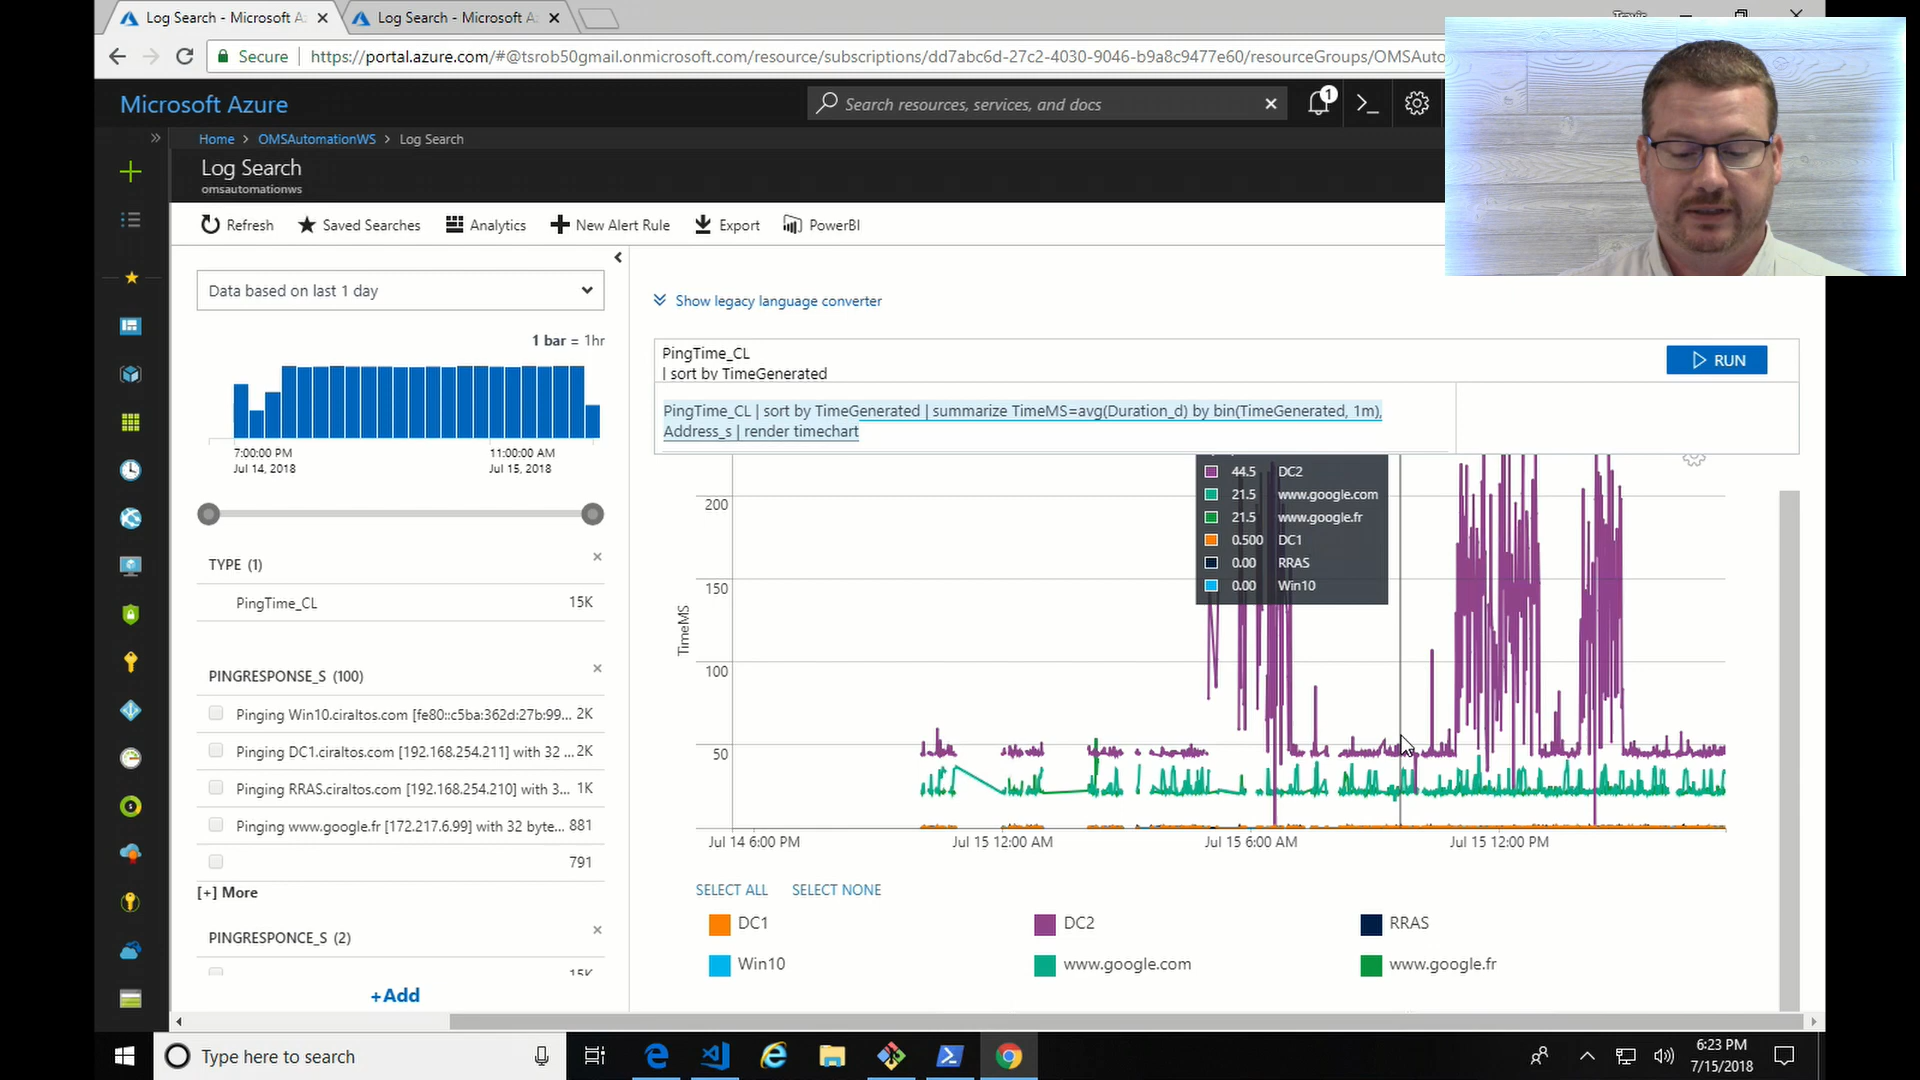 Log Search - Microsoft A
Log Search - Microsoft A
Secure
https://portal.azure.com/#@tsrob50gmail.onmicrosoft.com/resource/subscriptions/dd7abc6d-27c2-4030-9046-b9a8c9477e60/resourceGroups/OMSAuto
Microsoft Azure
Search resources, services, and docs
1
Home > OMSAutomationWS > Log Search
Log Search
omsautomationws
Refresh
Saved Searches
Analytics
New Alert Rule
Export
PowerBI
Data based on last 1 day
1 bar = 1hr
7:00:00 PM
Jul 14, 2018
11:00:00 AM
Jul 15, 2018
TYPE (1)
PingTime_CL 15K
PINGRESPONSE_S (100)
Pinging Win10.ciraltos.com [fe80::c5ba:362d:27b:99... 2K
Pinging DC1.ciraltos.com [192.168.254.211] with 32 ... 2K
Pinging RRAS.ciraltos.com [192.168.254.210] with 3... 1K
Pinging www.google.fr [172.217.6.99] with 32 byte... 881
791
[+] More
PINGRESPONCE_S (2)
15K
+Add
Show legacy language converter
PingTime_CL
| sort by TimeGenerated
RUN
PingTime_CL | sort by TimeGenerated | summarize TimeMS=avg(Duration_d) by bin(TimeGenerated, 1m),
Address_s | render timechart
44.5 DC2
21.5 www.google.com
21.5 www.google.fr
0.500 DC1
0.00 RRAS
0.00 Win10
TimeMS
200
150
100
50
Jul 14 6:00 PM
Jul 15 12:00 AM
Jul 15 6:00 AM
Jul 15 12:00 PM
SELECT ALL
SELECT NONE
DC1
DC2
RRAS
Win10
www.google.com
www.google.fr
Type here to search
6:23 PM
7/15/2018